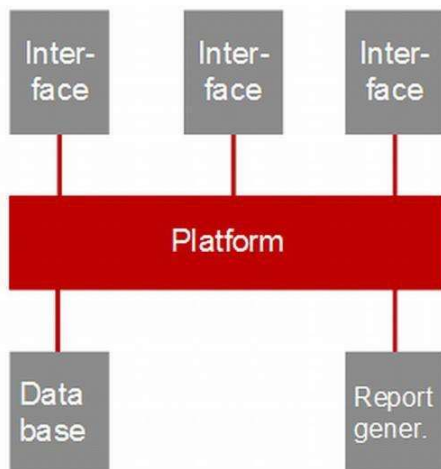 Inter-
face
Inter-
face
Inter-
face
Platform
Data
base
Report
gener.